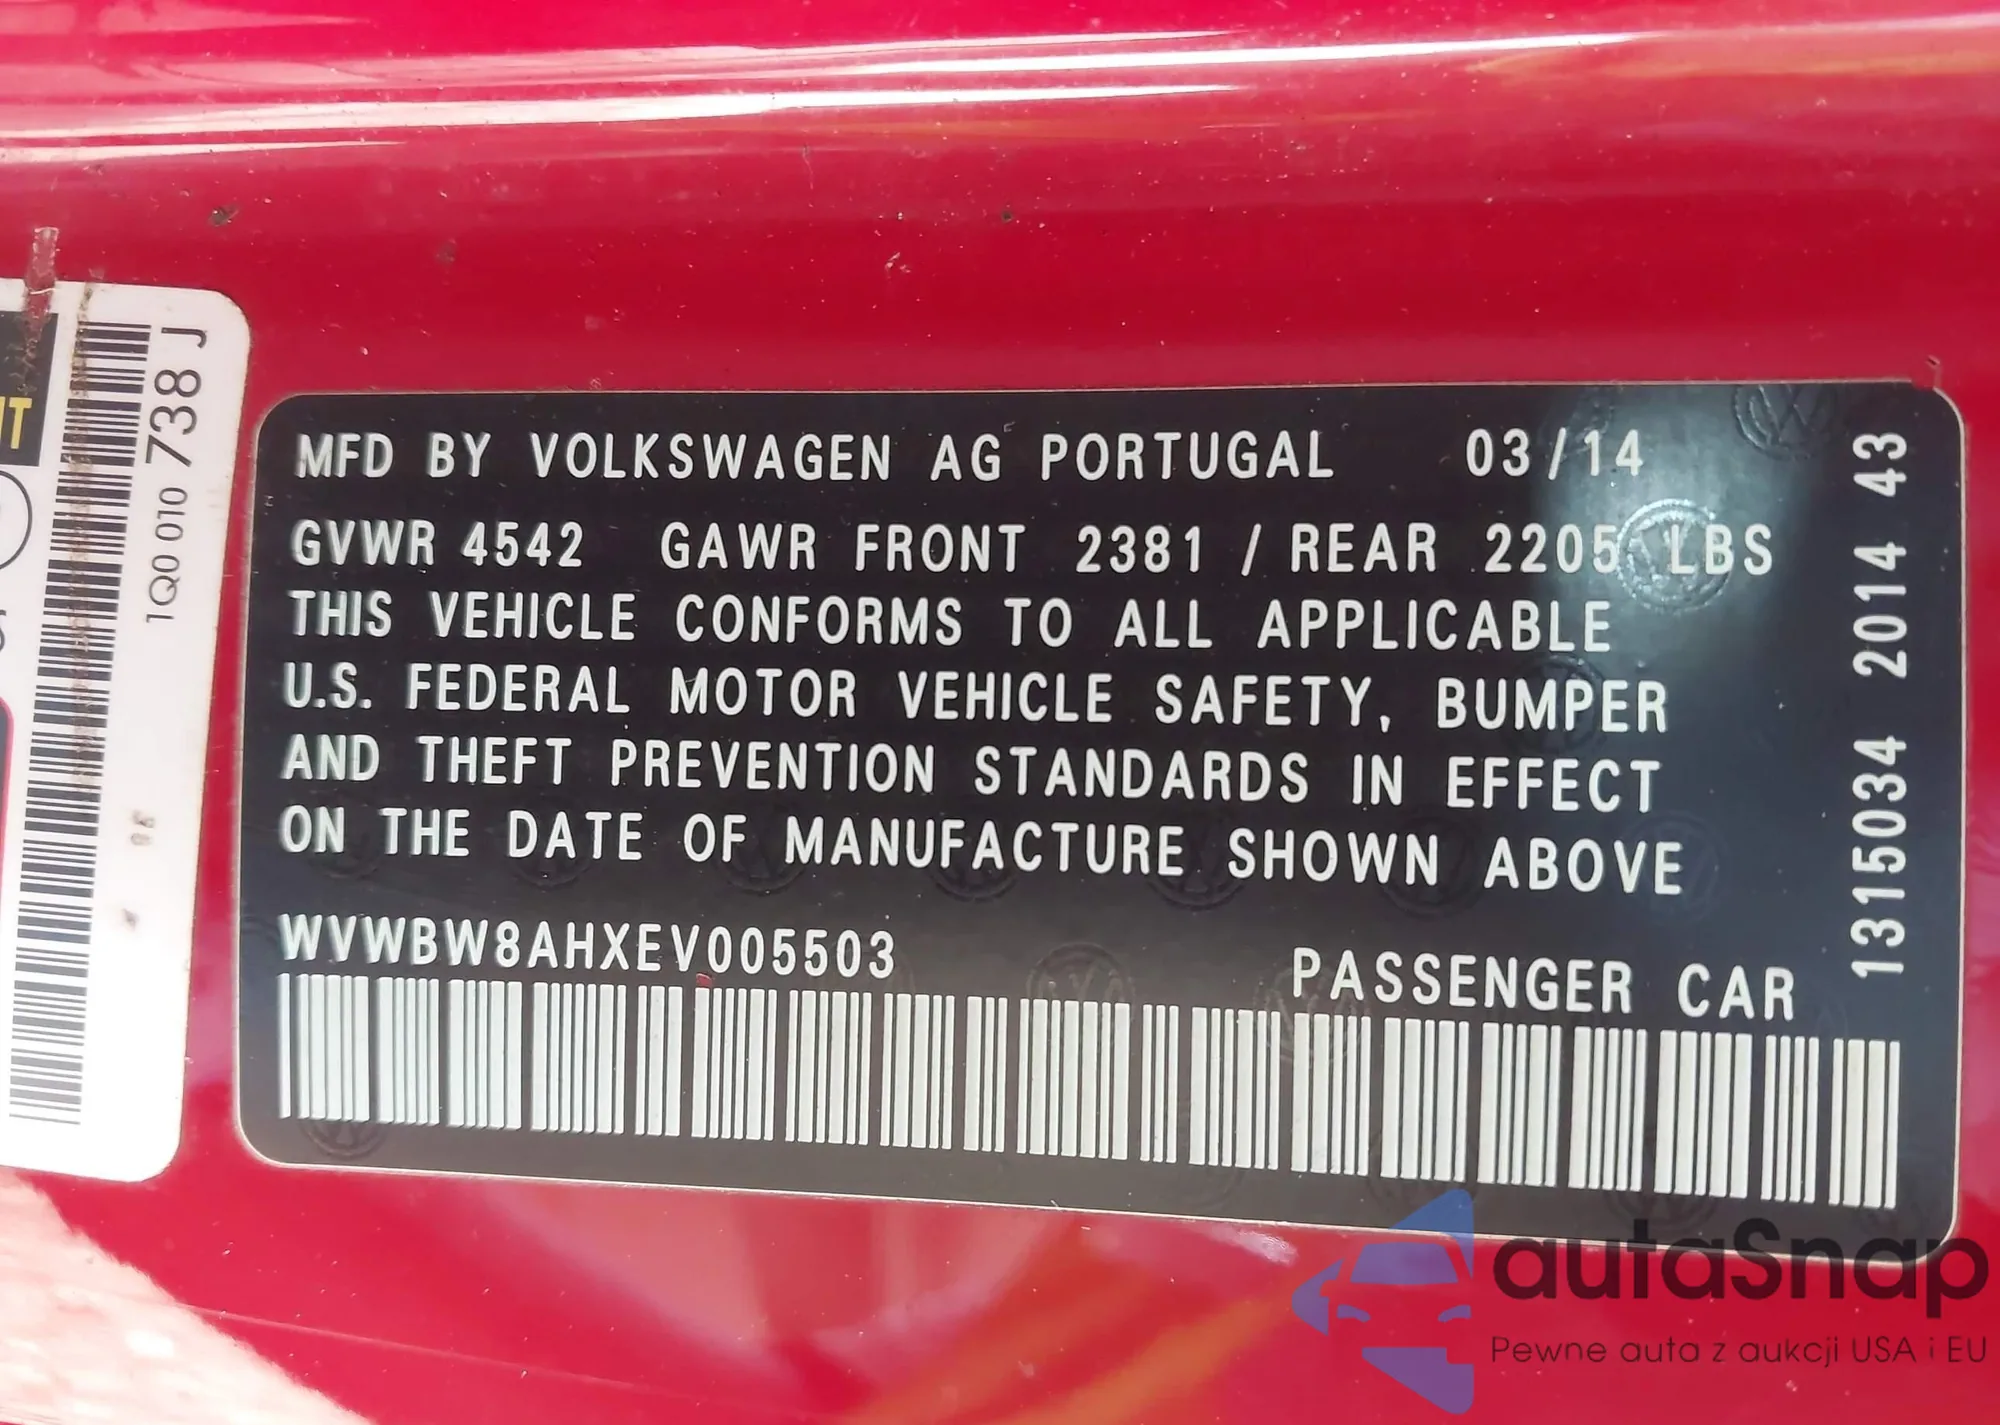 MFD BY VOLKSWAGEN AG PORTUGAL 03/14
GVWR 4542 GAWR FRONT 2381 / REAR 2205 LBS
THIS VEHICLE CONFORMS TO ALL APPLICABLE
U.S. FEDERAL MOTOR VEHICLE SAFETY, BUMPER
AND THEFT PREVENTION STANDARDS IN EFFECT
ON THE DATE OF MANUFACTURE SHOWN ABOVE
WVWBW8AHXEV005503 PASSENGER CAR
1315034 2014 43
1Q0 010 738 J
autaSnap
Pewne auta z aukcji USA i EU